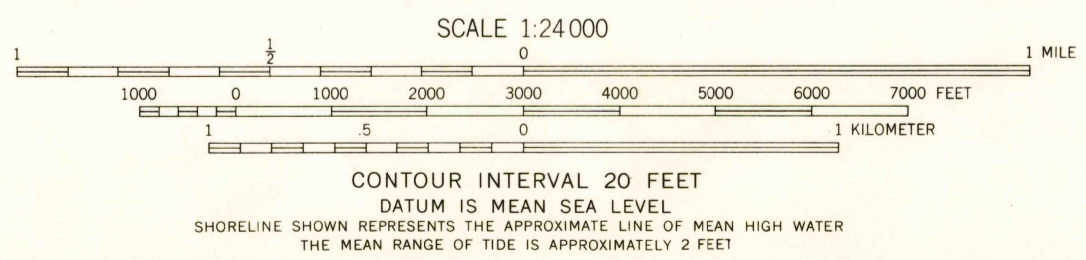 SCALE 1:24 000
1 1/2 0 1 MILE
1000 0 1000 2000 3000 4000 5000 6000 7000 FEET
1 .5 0 1 KILOMETER
CONTOUR INTERVAL 20 FEET
DATUM IS MEAN SEA LEVEL
SHORELINE SHOWN REPRESENTS THE APPROXIMATE LINE OF MEAN HIGH WATER
THE MEAN RANGE OF TIDE IS APPROXIMATELY 2 FEET